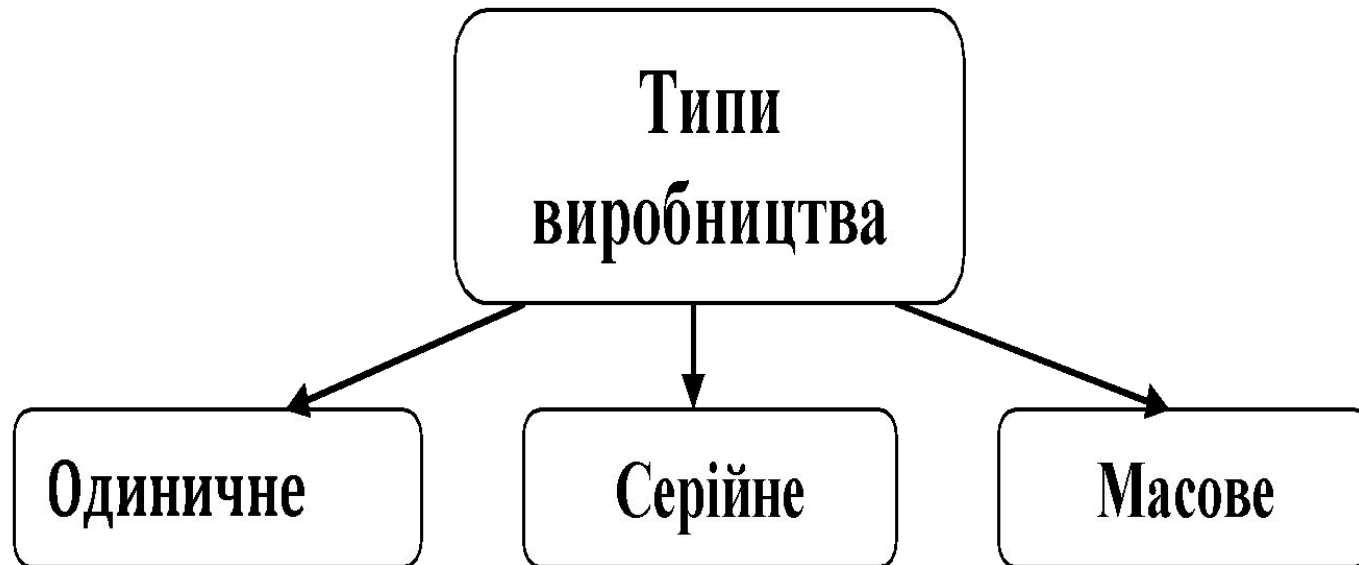 Типи
виробництва
Одиничне
Серійне
Масове